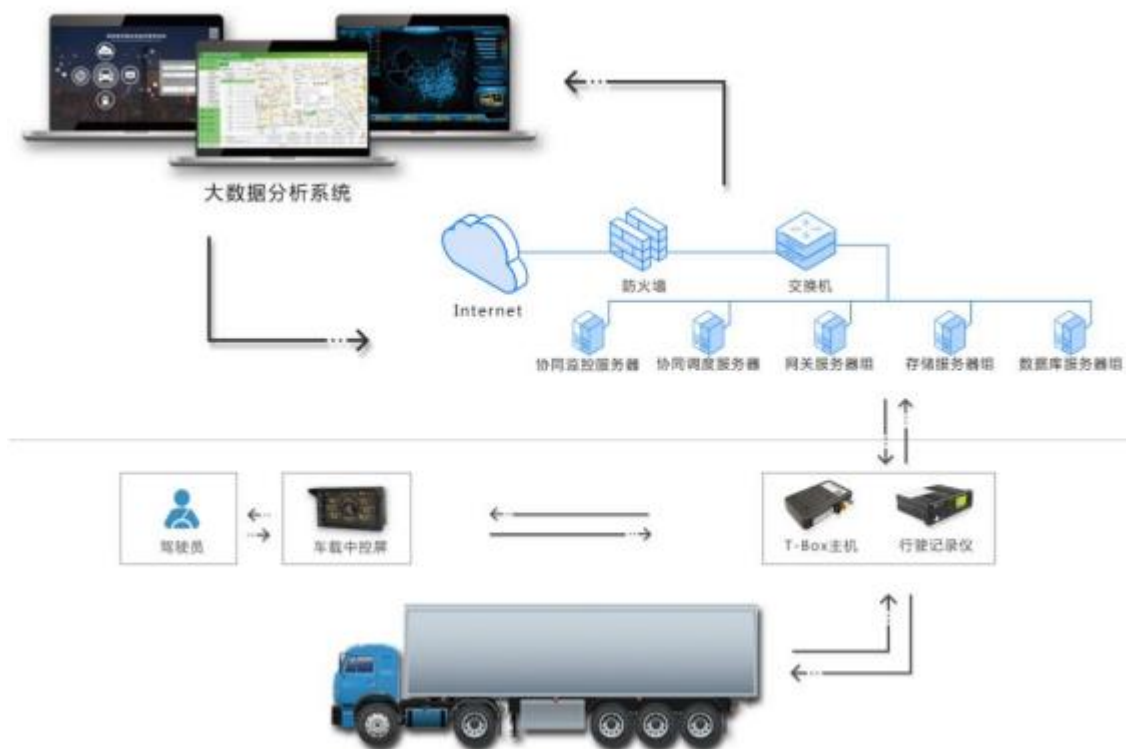 大数据分析系统
Internet
防火墙
交换机
协同监控服务器
协同调度服务器
网关服务器组
存储服务器组
数据库服务器组
驾驶员
车载中控屏
T-Box主机
行驶记录仪